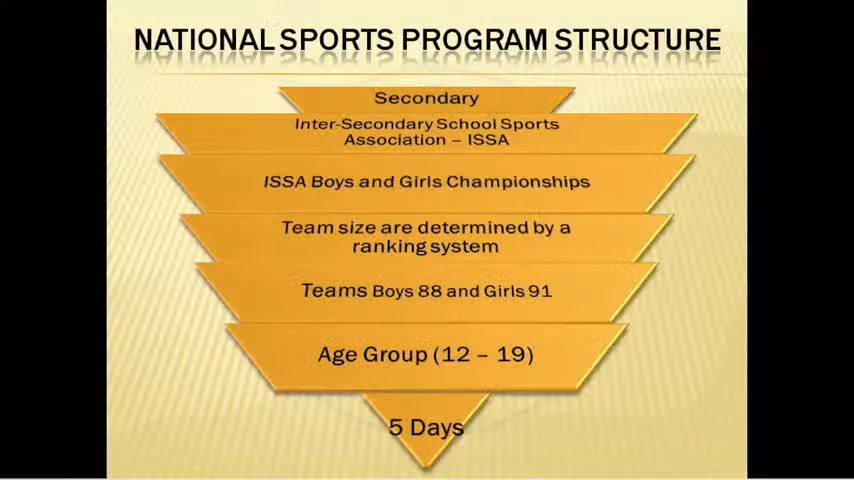 NATIONAL SPORTS PROGRAM STRUCTURE
Secondary
Inter-Secondary School Sports
Association – ISSA
ISSA Boys and Girls Championships
Team size are determined by a
ranking system
Teams Boys 88 and Girls 91
Age Group (12 – 19)
5 Days